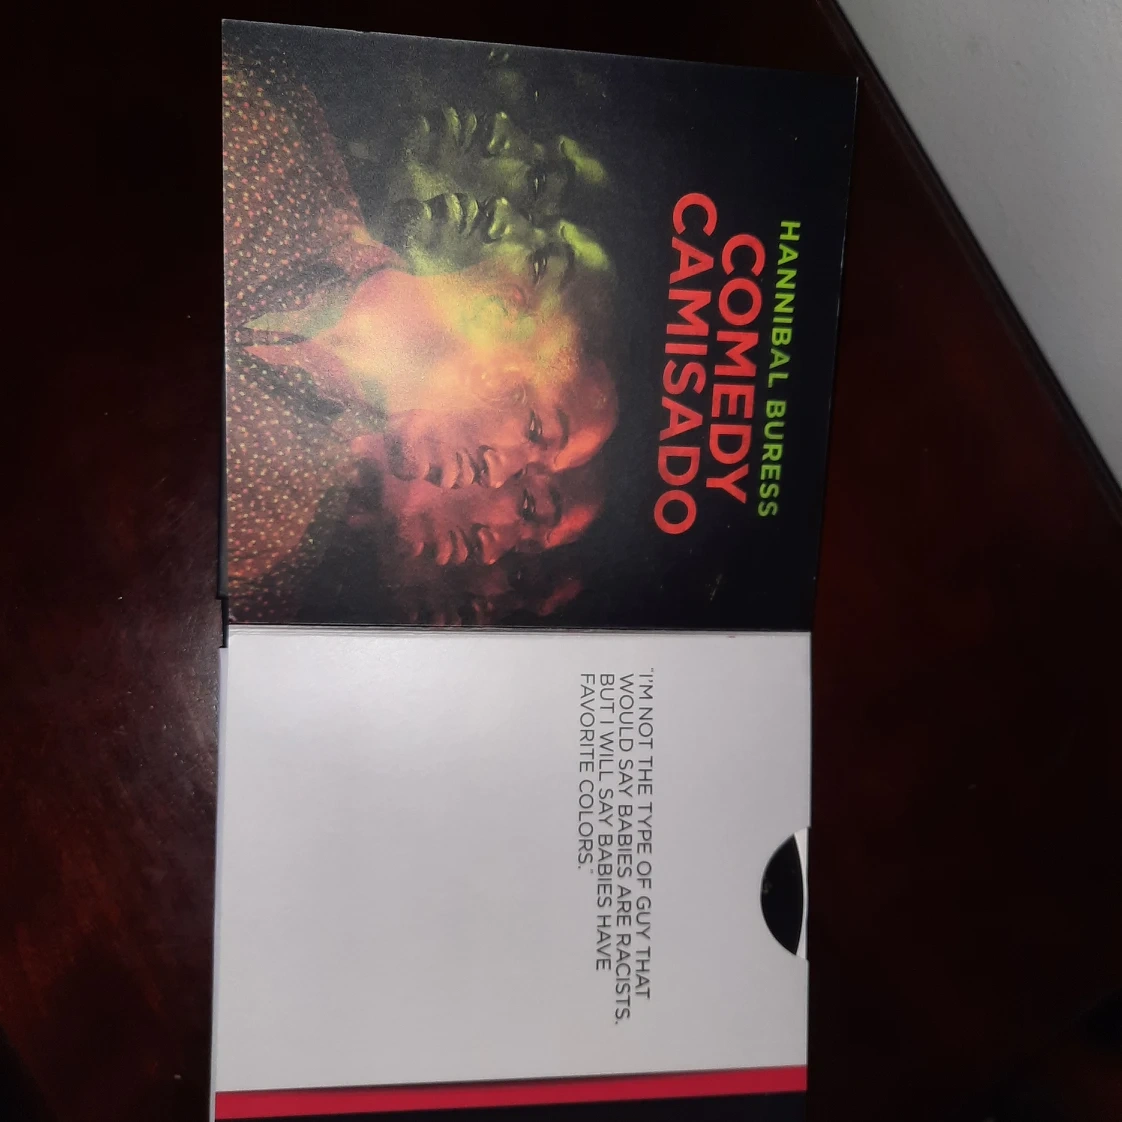 HANNIBAL BURESS
COMEDY
CAMISADO
"I'M NOT THE TYPE OF GUY THAT
WOULD SAY BABIES ARE RACISTS.
BUT I WILL SAY BABIES HAVE
FAVORITE COLORS."